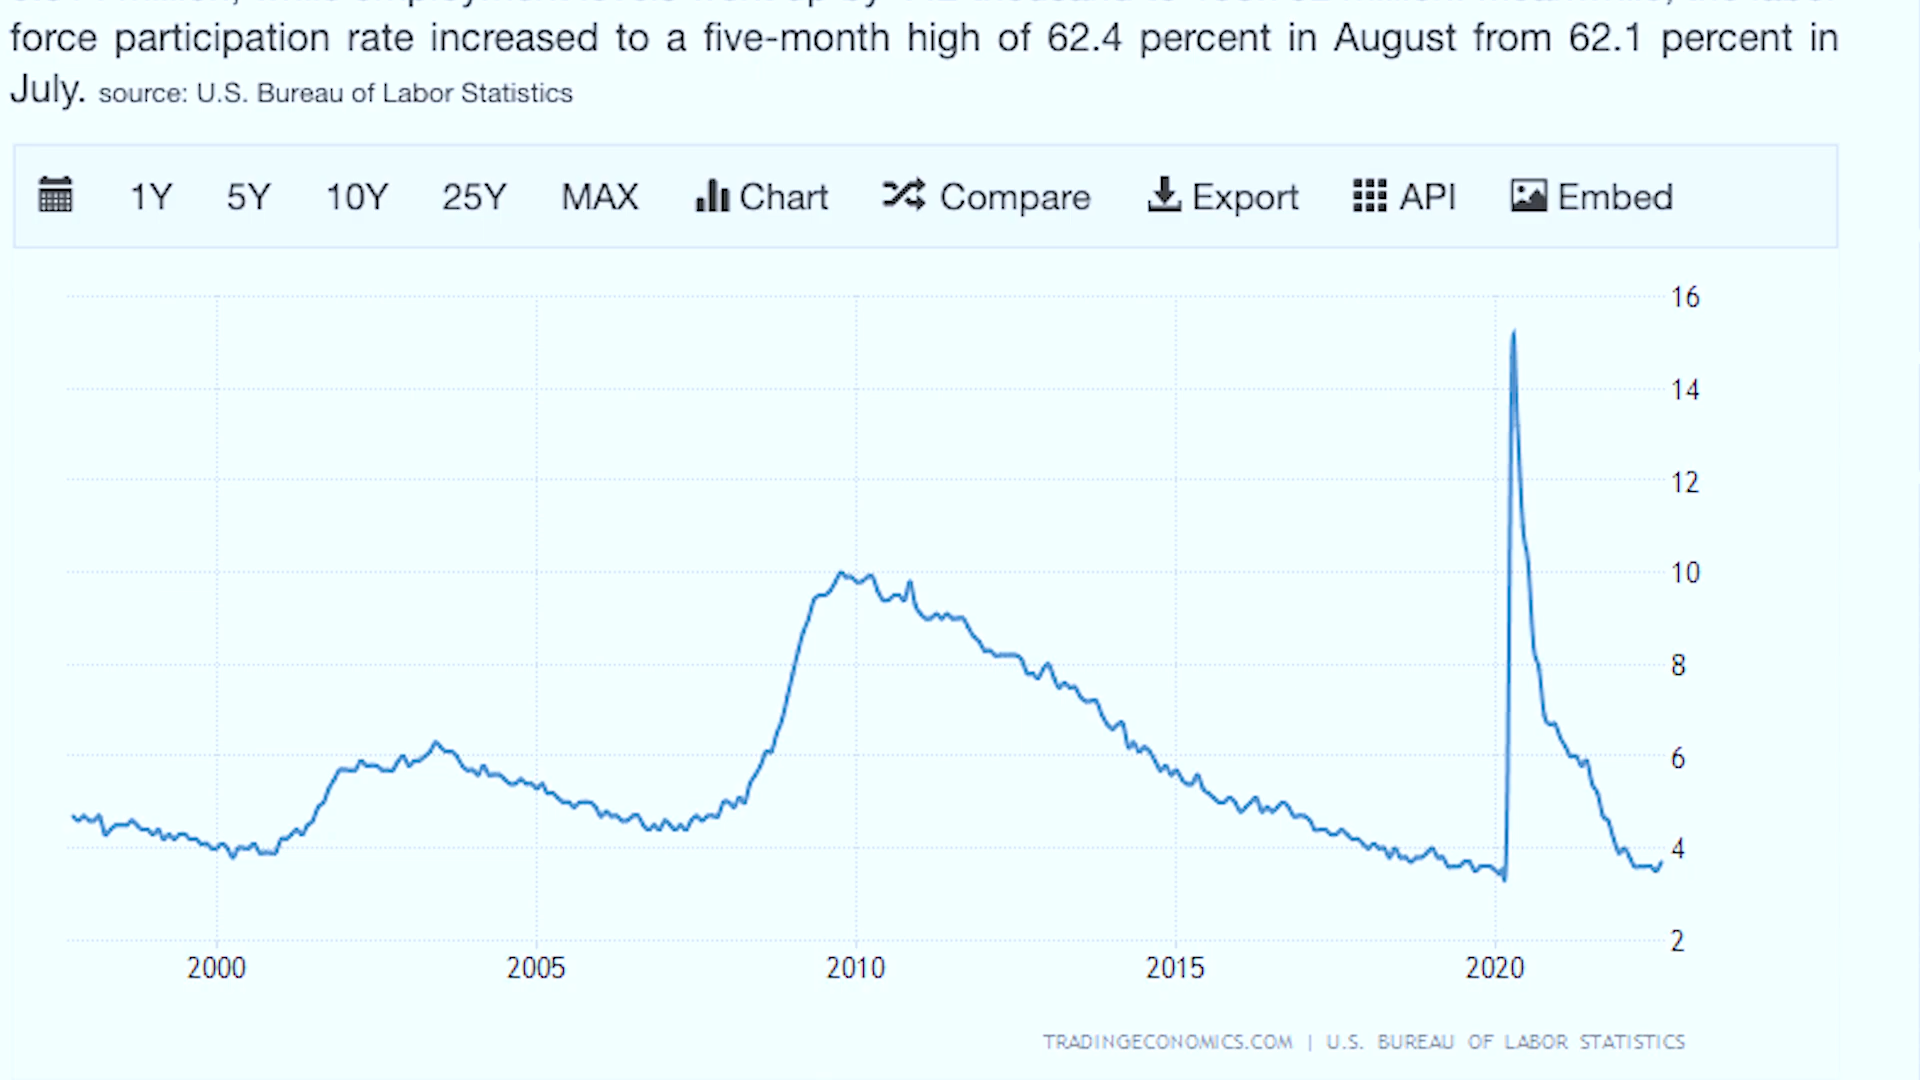 force participation rate increased to a five-month high of 62.4 percent in August from 62.1 percent in
July. source: U.S. Bureau of Labor Statistics
1Y 5Y 10Y 25Y MAX Chart Compare Export API Embed
16
14
12
10
8
6
4
2
2000 2005 2010 2015 2020
TRADINGECONOMICS.COM | U.S. BUREAU OF LABOR STATISTICS